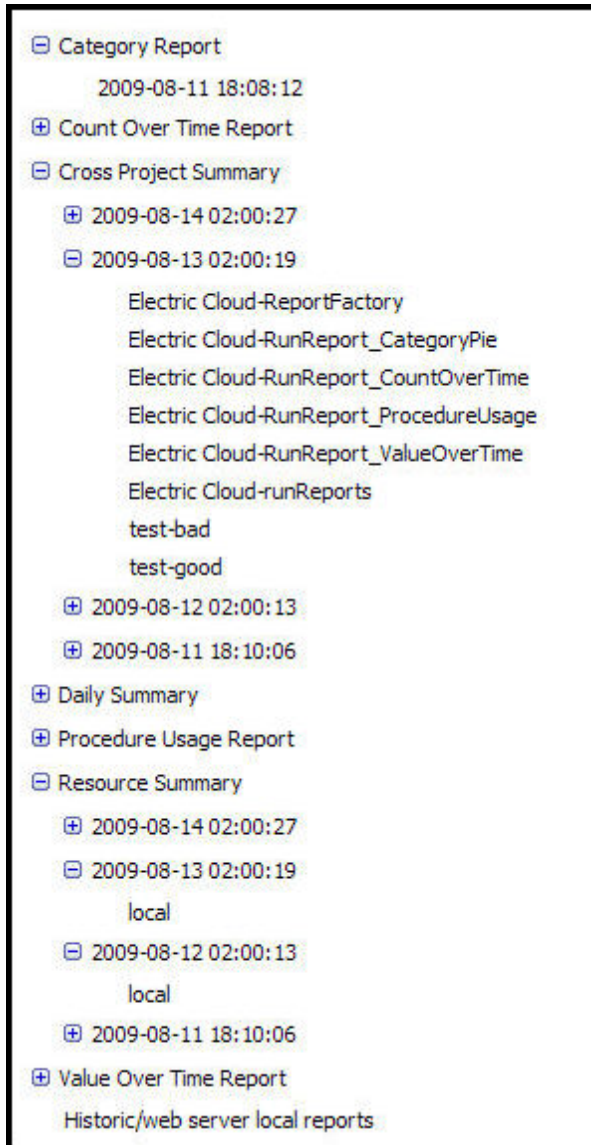 Category Report
2009-08-11 18:08:12
Count Over Time Report
Cross Project Summary
2009-08-14 02:00:27
2009-08-13 02:00:19
Electric Cloud-ReportFactory
Electric Cloud-RunReport_CategoryPie
Electric Cloud-RunReport_CountOverTime
Electric Cloud-RunReport_ProcedureUsage
Electric Cloud-RunReport_ValueOverTime
Electric Cloud-runReports
test-bad
test-good
2009-08-12 02:00:13
2009-08-11 18:10:06
Daily Summary
Procedure Usage Report
Resource Summary
2009-08-14 02:00:27
2009-08-13 02:00:19
local
2009-08-12 02:00:13
local
2009-08-11 18:10:06
Value Over Time Report
Historic/web server local reports